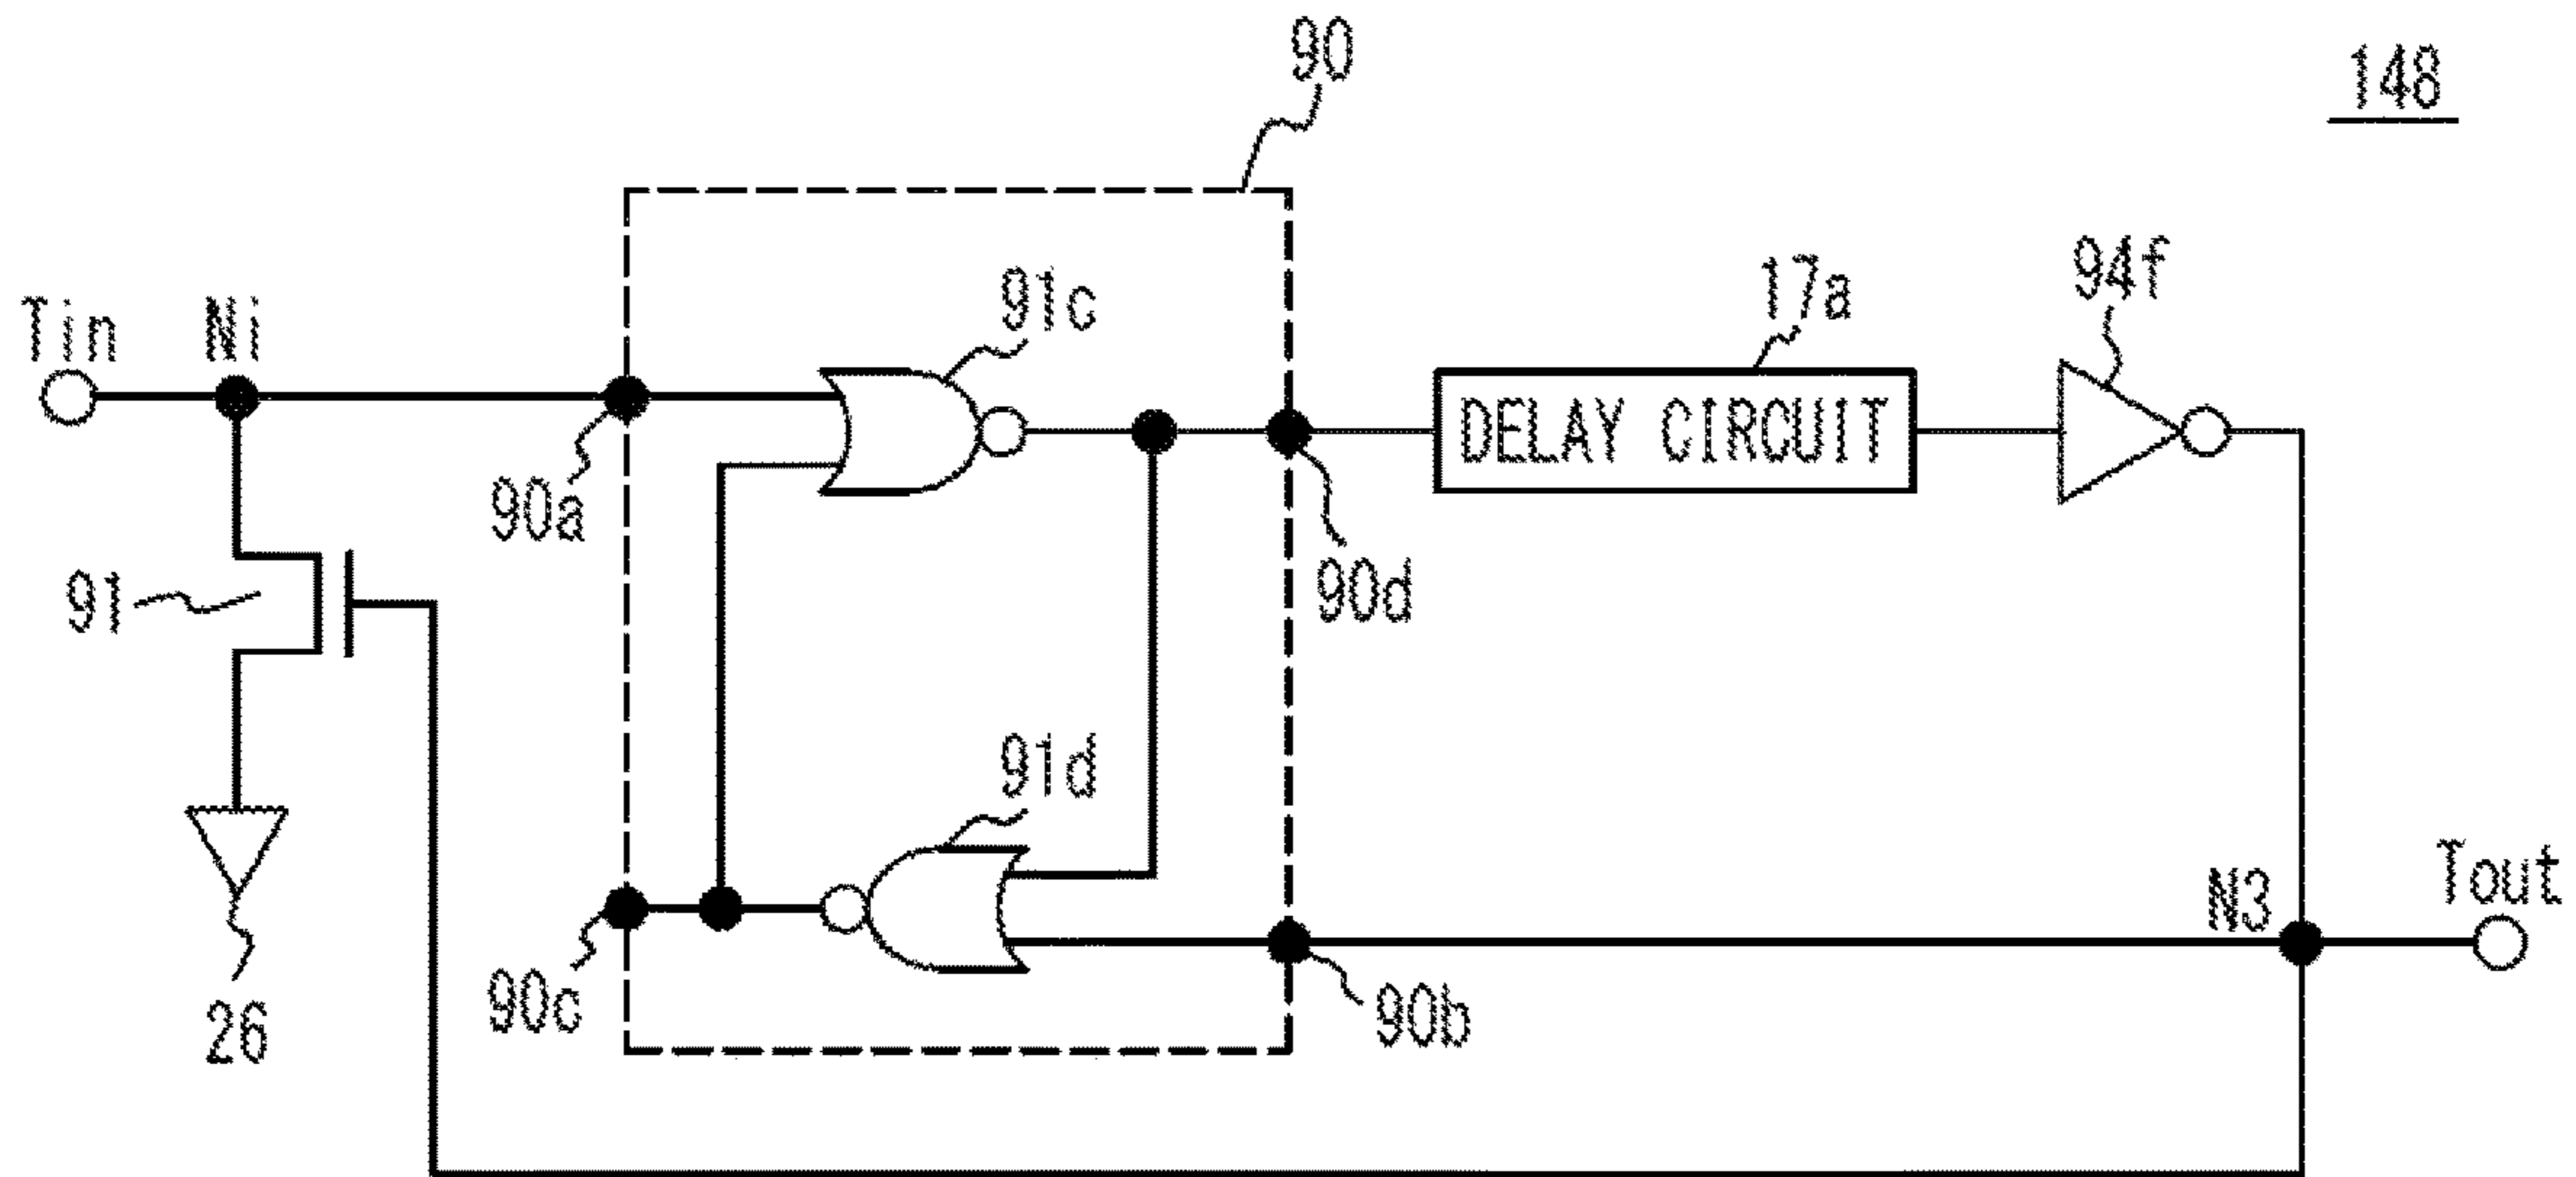 90
148
91c
17a
94f
Tin
Ni
DELAY CIRCUIT
90a
90d
91
91d
N3
Tout
90c
90b
26